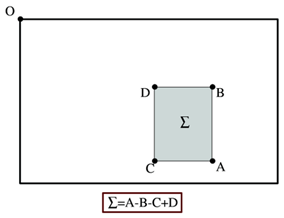 O
D B
Σ
C A
Σ=A-B-C+D